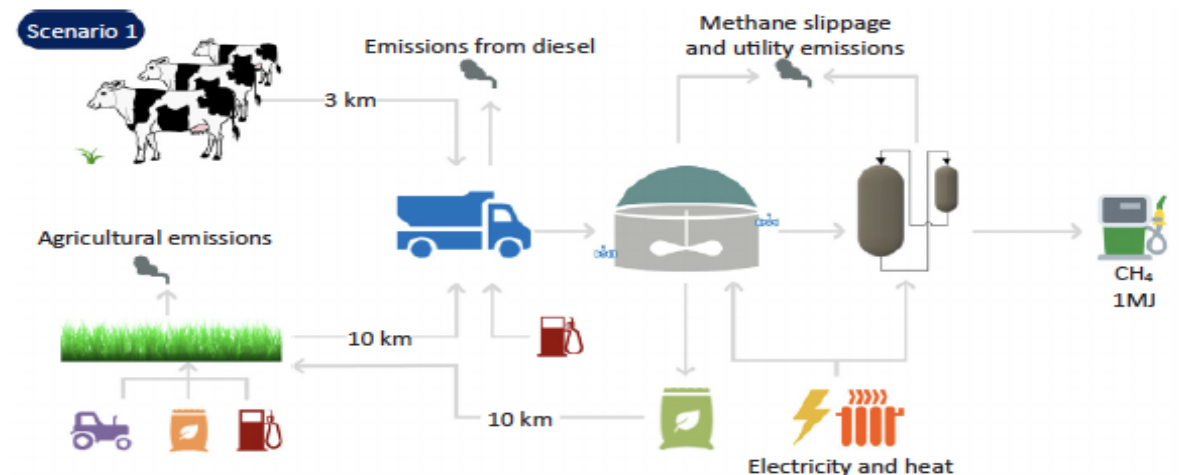 Scenario 1
Emissions from diesel
Methane slippage
and utility emissions
3 km
Agricultural emissions
CH₄
1MJ
10 km
10 km
Electricity and heat